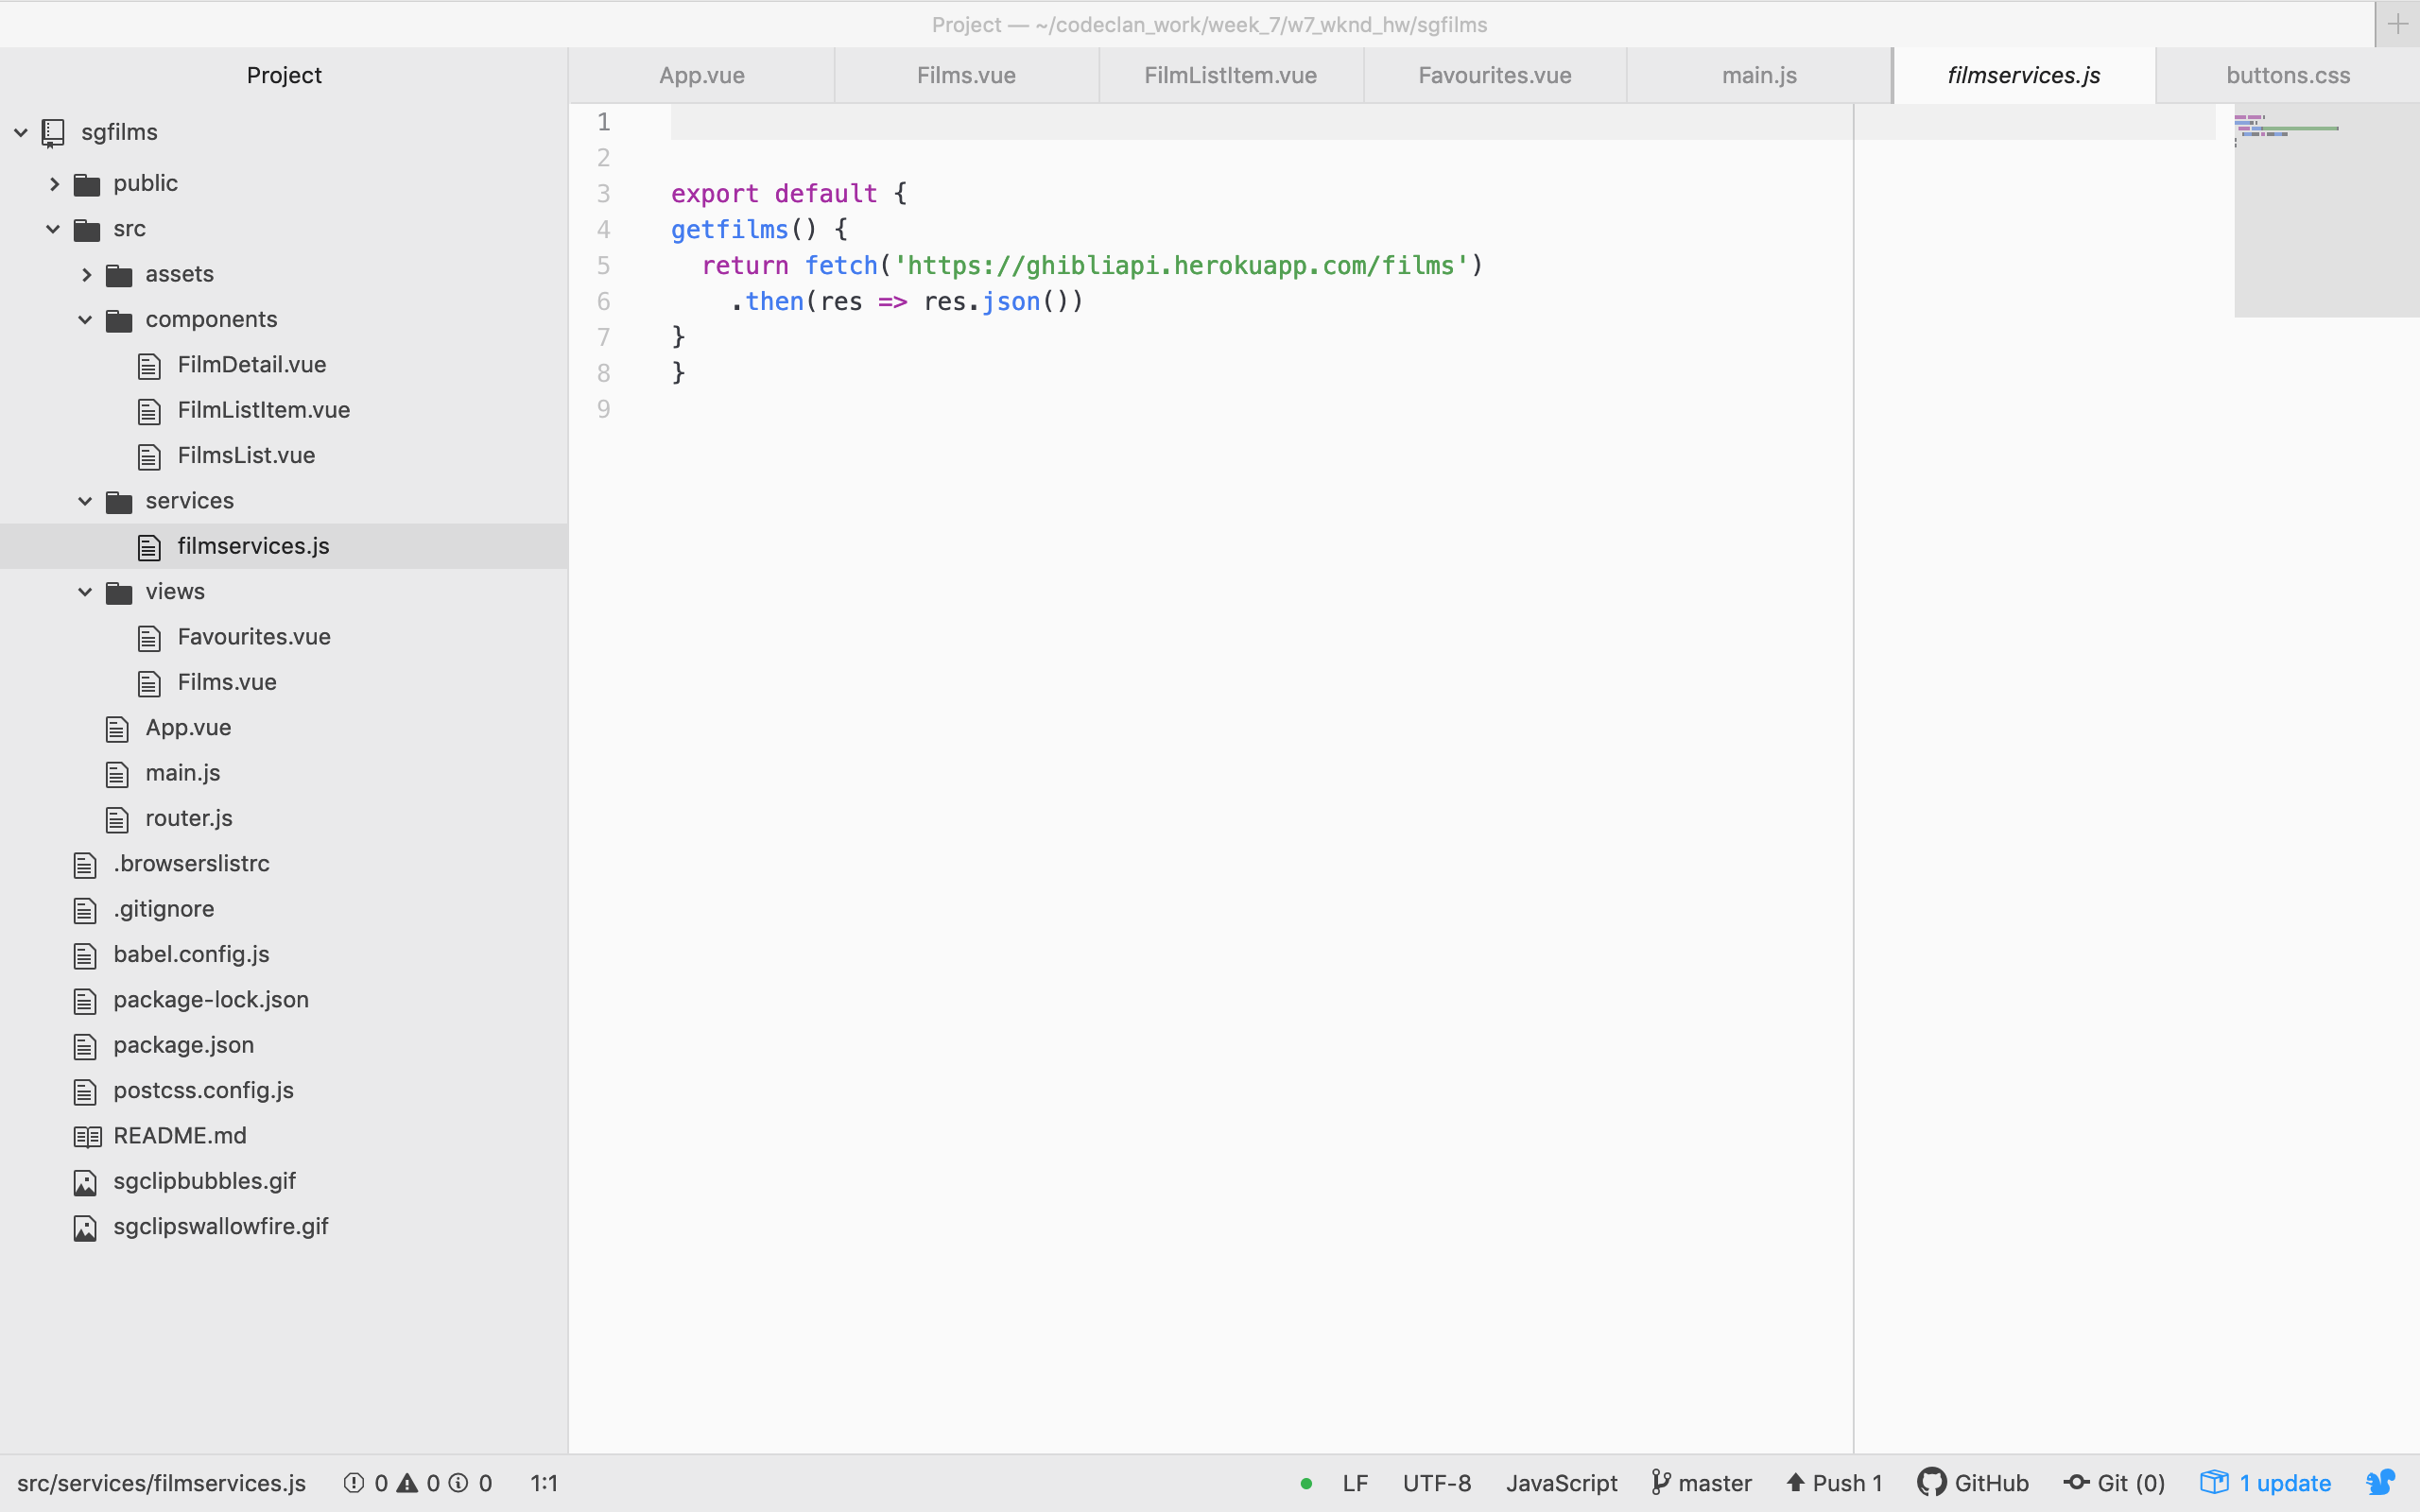 Project — ~/codeclan_work/week_7/w7_wknd_hw/sgfilms
Project
App.vue
Films.vue
FilmListItem.vue
Favourites.vue
main.js
filmservices.js
buttons.css
sgfilms
public
src
assets
components
FilmDetail.vue
FilmListItem.vue
FilmsList.vue
services
filmservices.js
views
Favourites.vue
Films.vue
App.vue
main.js
router.js
.browserslistrc
.gitignore
babel.config.js
package-lock.json
package.json
postcss.config.js
README.md
sgclipbubbles.gif
sgclipswallowfire.gif
1
2
3 export default {
4 getfilms() {
5   return fetch('https://ghibliapi.herokuapp.com/films')
6     .then(res => res.json())
7 }
8 }
9
src/services/filmservices.js 0 0 0 1:1 LF UTF-8 JavaScript master Push 1 GitHub Git (0) 1 update